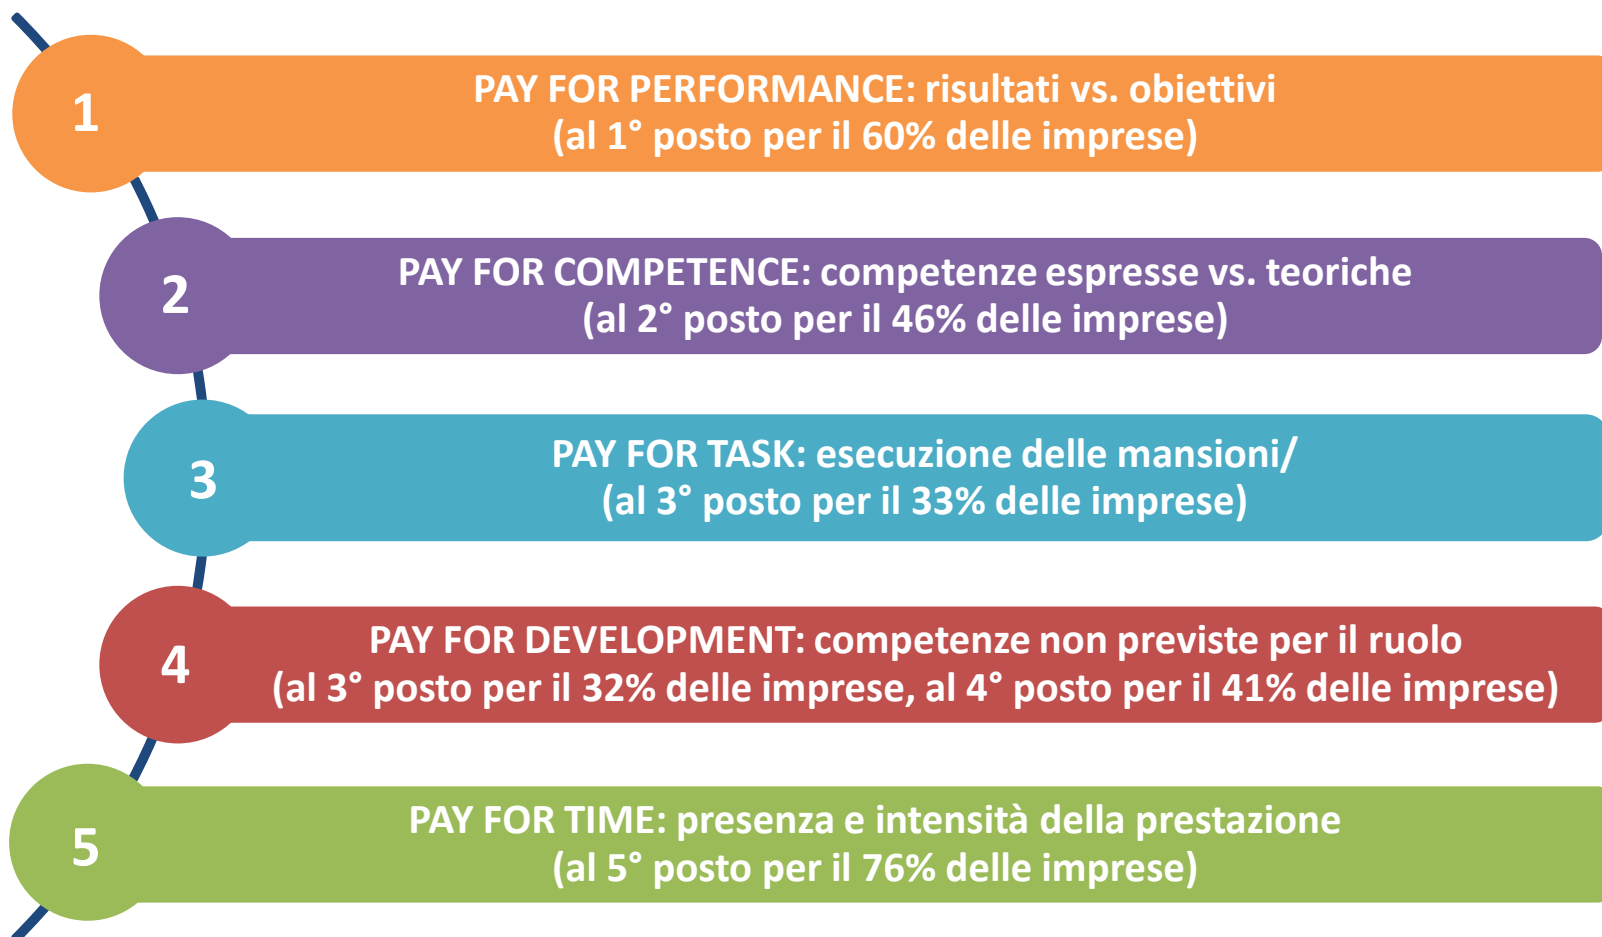 1
PAY FOR PERFORMANCE: risultati vs. obiettivi
(al 1° posto per il 60% delle imprese)
2
PAY FOR COMPETENCE: competenze espresse vs. teoriche
(al 2° posto per il 46% delle imprese)
3
PAY FOR TASK: esecuzione delle mansioni/
(al 3° posto per il 33% delle imprese)
4
PAY FOR DEVELOPMENT: competenze non previste per il ruolo
(al 3° posto per il 32% delle imprese, al 4° posto per il 41% delle imprese)
5
PAY FOR TIME: presenza e intensità della prestazione
(al 5° posto per il 76% delle imprese)